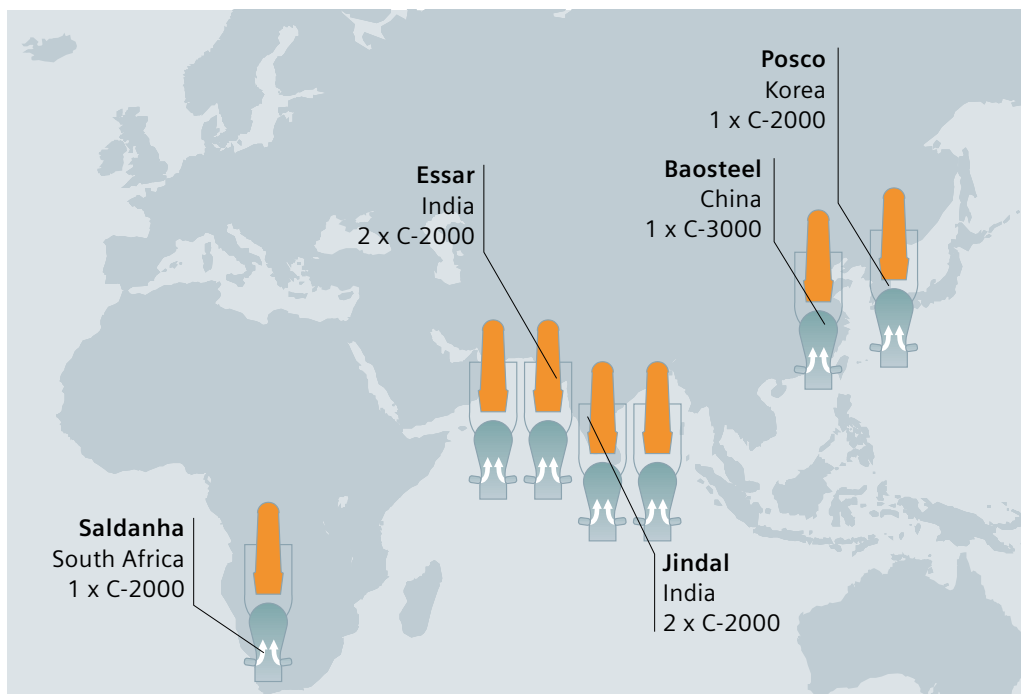 Posco
Korea
1 x C-2000
Baosteel
China
1 x C-3000
Essar
India
2 x C-2000
Saldanha
South Africa
1 x C-2000
Jindal
India
2 x C-2000